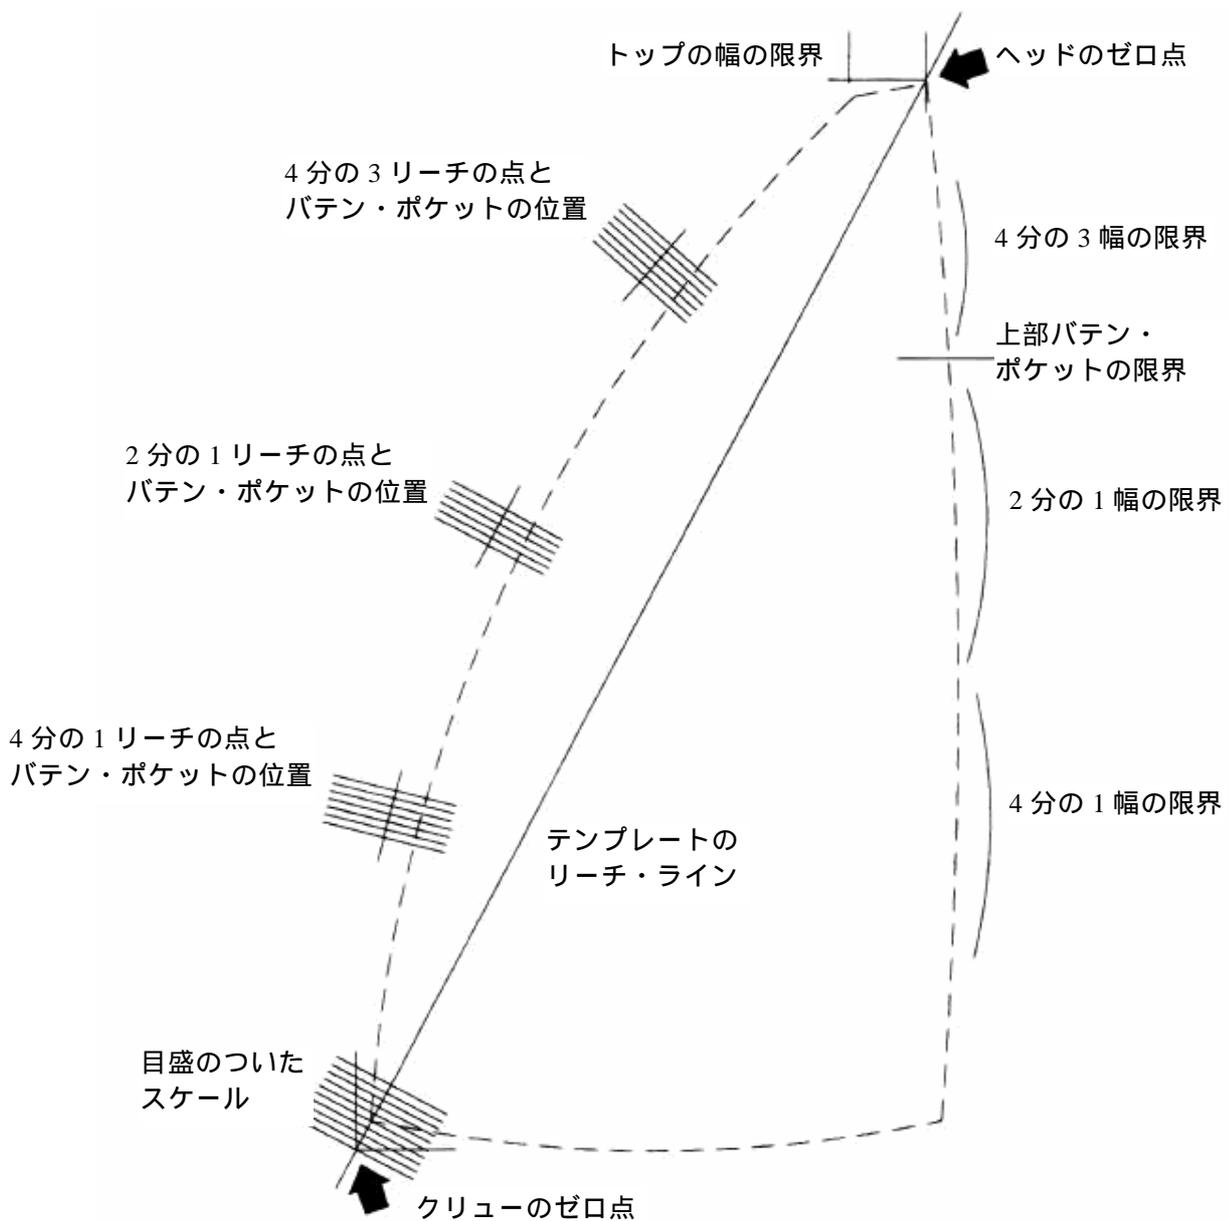 トップの幅の限界
ヘッドのゼロ点
4 分の 3 リーチの点と
バテン・ポケットの位置
4 分の 3 幅の限界
上部バテン・
ポケットの限界
2 分の 1 リーチの点と
バテン・ポケットの位置
2 分の 1 幅の限界
4 分の 1 リーチの点と
バテン・ポケットの位置
4 分の 1 幅の限界
テンプレートの
リーチ・ライン
目盛のついた
スケール
クリューのゼロ点